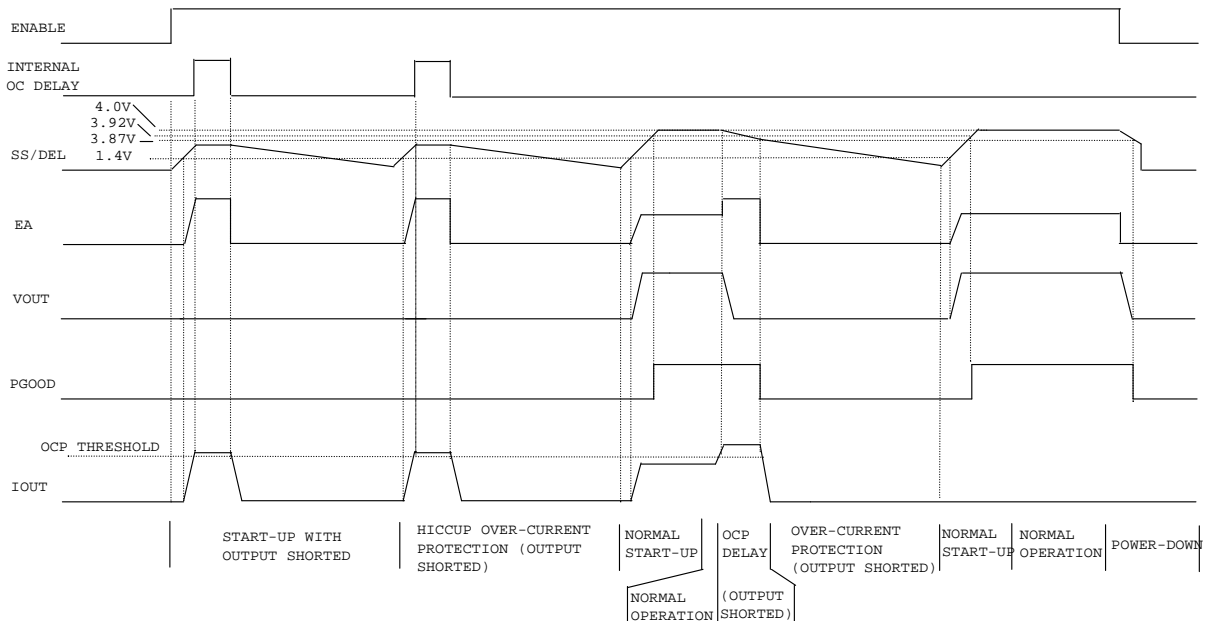 ENABLE
INTERNAL
OC DELAY
4.0V
3.92V
3.87V
SS/DEL
1.4V
EA
VOUT
PGOOD
OCP THRESHOLD
IOUT
START-UP WITH
OUTPUT SHORTED
HICCUP OVER-CURRENT
PROTECTION (OUTPUT
SHORTED)
NORMAL
START-UP
NORMAL
OPERATION
OCP
DELAY
(OUTPUT
SHORTED)
OVER-CURRENT
PROTECTION
(OUTPUT SHORTED)
NORMAL
START-UP
NORMAL
OPERATION
POWER-DOWN